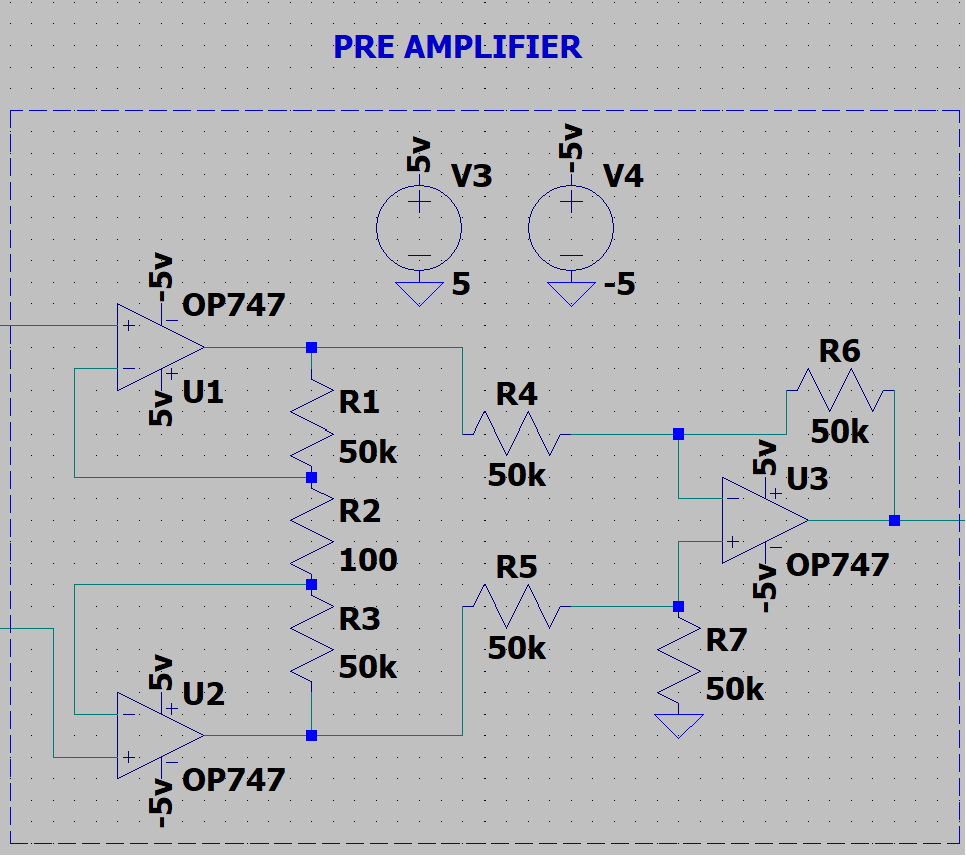 PRE AMPLIFIER
5v
V3
+
5
-5v
V4
+
-5
-5v
OP747
+
−
−
+
U1
5v
R1
50k
R2
100
R3
50k
R4
50k
R6
50k
5v
U3
+
−
+
−
OP747
-5v
R5
50k
R7
50k
5v
U2
+
−
+
−
OP747
-5v